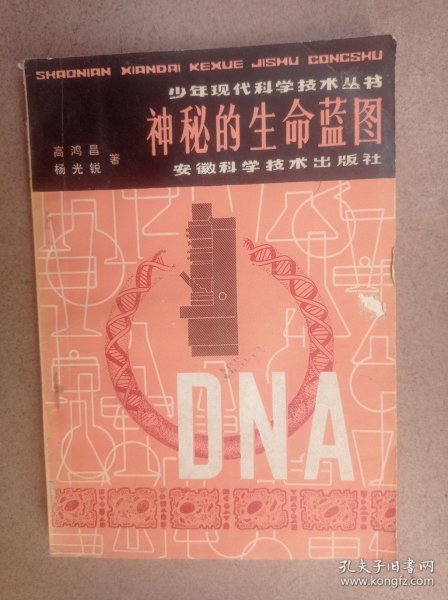 SHAONIAN XIANDAI KEXUE JISHU CONGSHU
少年现代科学技术丛书
神秘的生命蓝图
高鸿昌
杨光锐
著
安徽科学技术出版社
DNA
孔夫子旧书网
www.kongfz.com